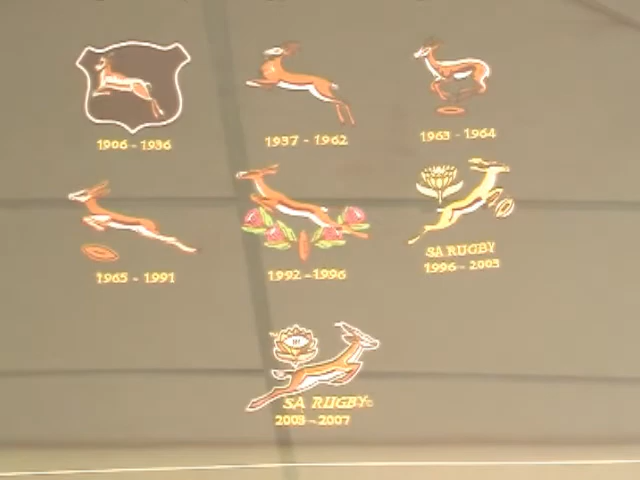 1906 - 1936
1937 - 1962
1963 - 1964
1965 - 1991
1992 - 1996
SA RUGBY
1996 - 2003
SA RUGBY
2003 - 2007